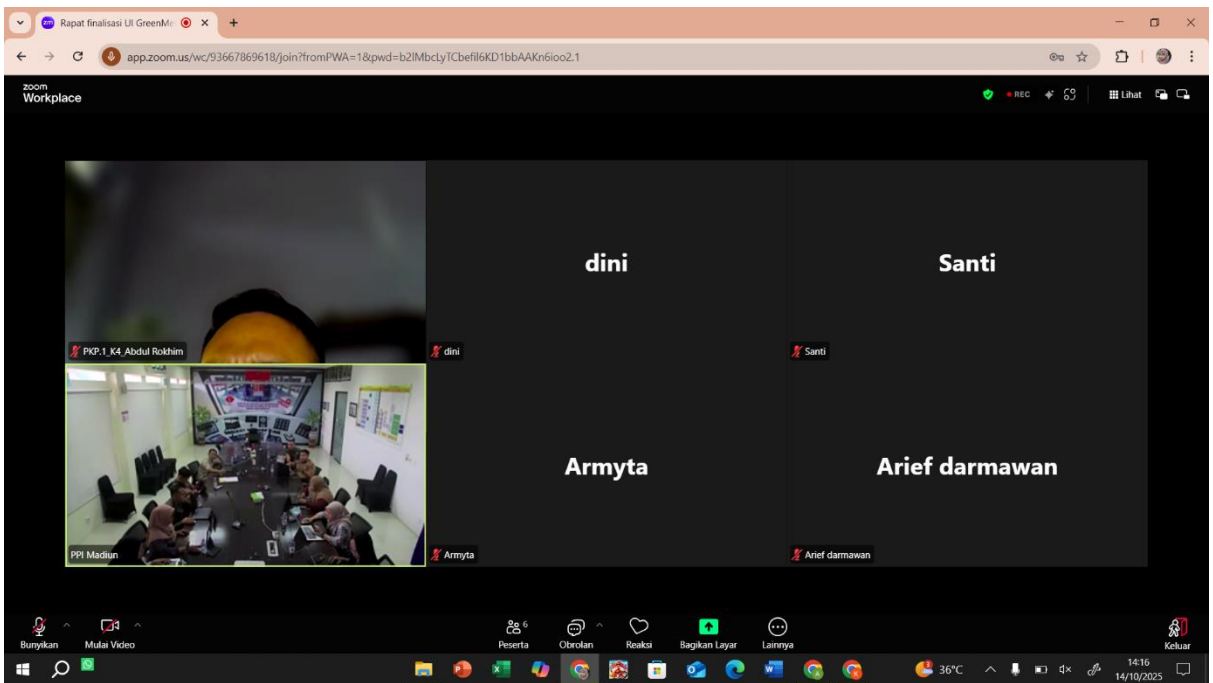 Rapat finalisasi UI GreenMe
app.zoom.us/wc/93667869618/join?fromPWA=1&pwd=b2lMbcLyTCbefil6KD1bbAAKn6ioo2.1
zoom
Workplace
REC
Lihat
dini
Santi
PKP.1_K4_Abdul Rokhim
dini
Santi
Armyta
Arief darmawan
PPI Madiun
Armyta
Arief darmawan
Bunyikan
Mulai Video
6
Peserta
Obrolan
Reaksi
Bagikan Layar
Lainnya
Keluar
36°C
14:16
14/10/2025